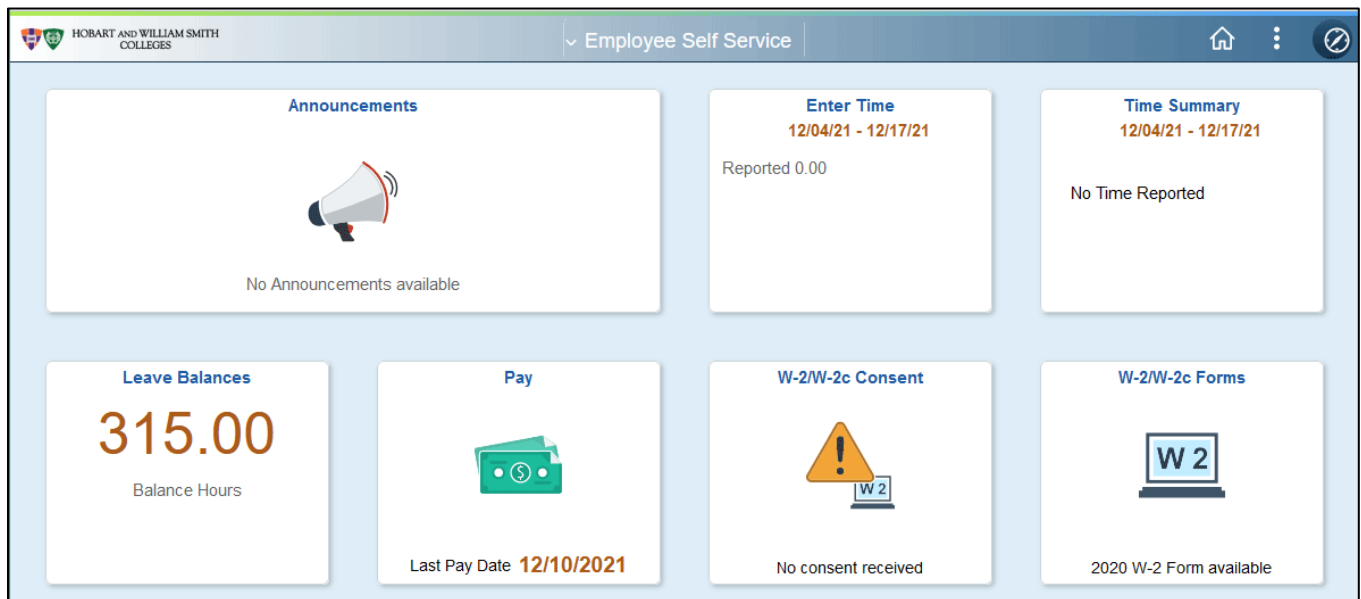 HOBART AND WILLIAM SMITH
COLLEGES
Employee Self Service
Announcements
No Announcements available
Enter Time
12/04/21 - 12/17/21
Reported 0.00
Time Summary
12/04/21 - 12/17/21
No Time Reported
Leave Balances
315.00
Balance Hours
Pay
Last Pay Date 12/10/2021
W-2/W-2c Consent
W 2
No consent received
W-2/W-2c Forms
W 2
2020 W-2 Form available